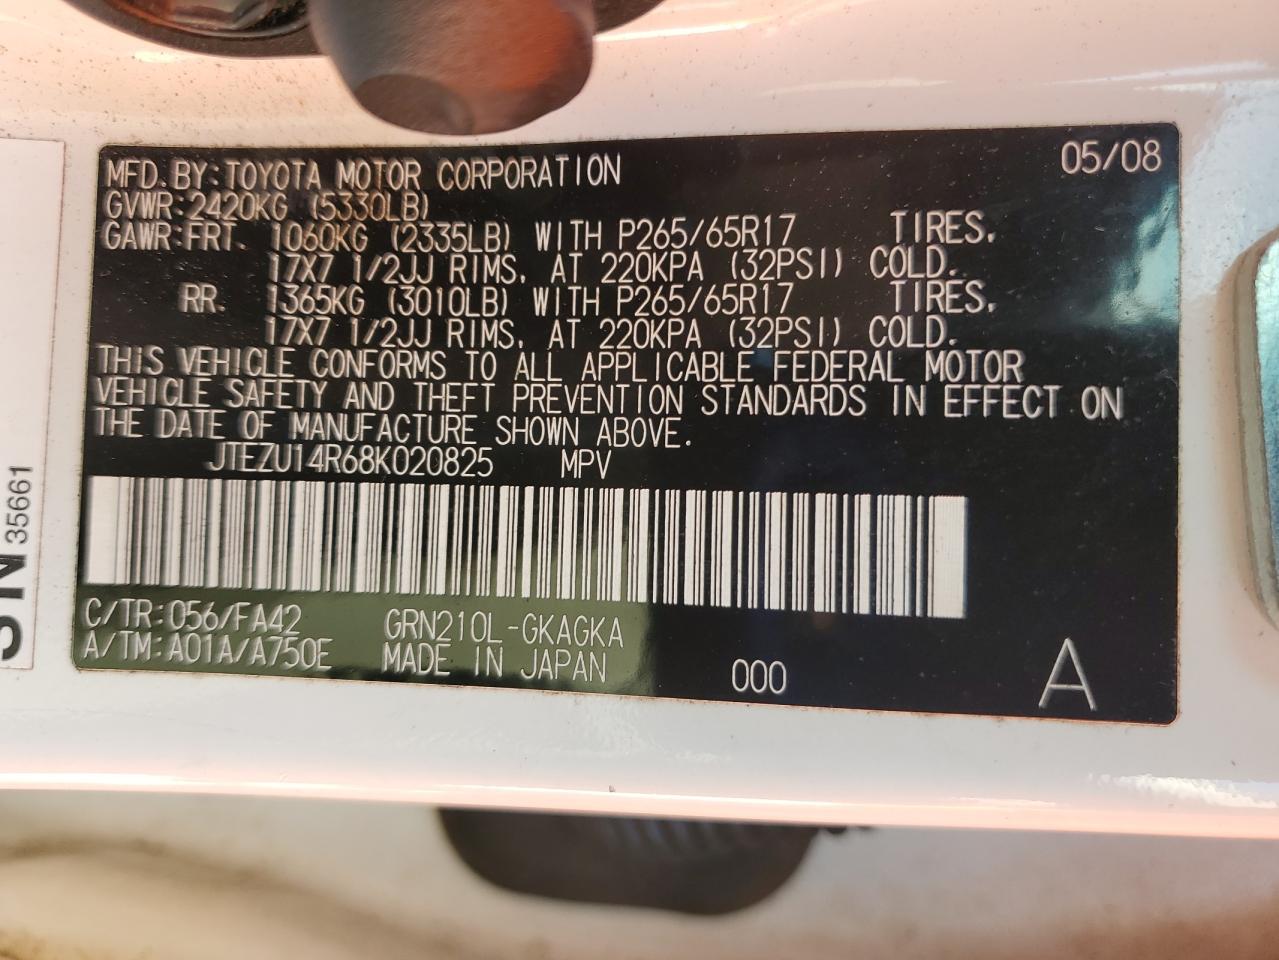 MFD.BY:TOYOTA MOTOR CORPORATION 05/08
GVWR:2420KG (5330LB)
GAWR:FRT. 1060KG (2335LB) WITH P265/65R17 TIRES,
17X7 1/2JJ RIMS, AT 220KPA (32PSI) COLD.
RR. 1365KG (3010LB) WITH P265/65R17 TIRES,
17X7 1/2JJ RIMS, AT 220KPA (32PSI) COLD.
THIS VEHICLE CONFORMS TO ALL APPLICABLE FEDERAL MOTOR
VEHICLE SAFETY AND THEFT PREVENTION STANDARDS IN EFFECT ON
THE DATE OF MANUFACTURE SHOWN ABOVE.
JTEZU14R68K020825 MPV
C/TR:056/FA42 GRN210L-GKAGKA
A/TM:A01A/A750E MADE IN JAPAN 000 A
35661